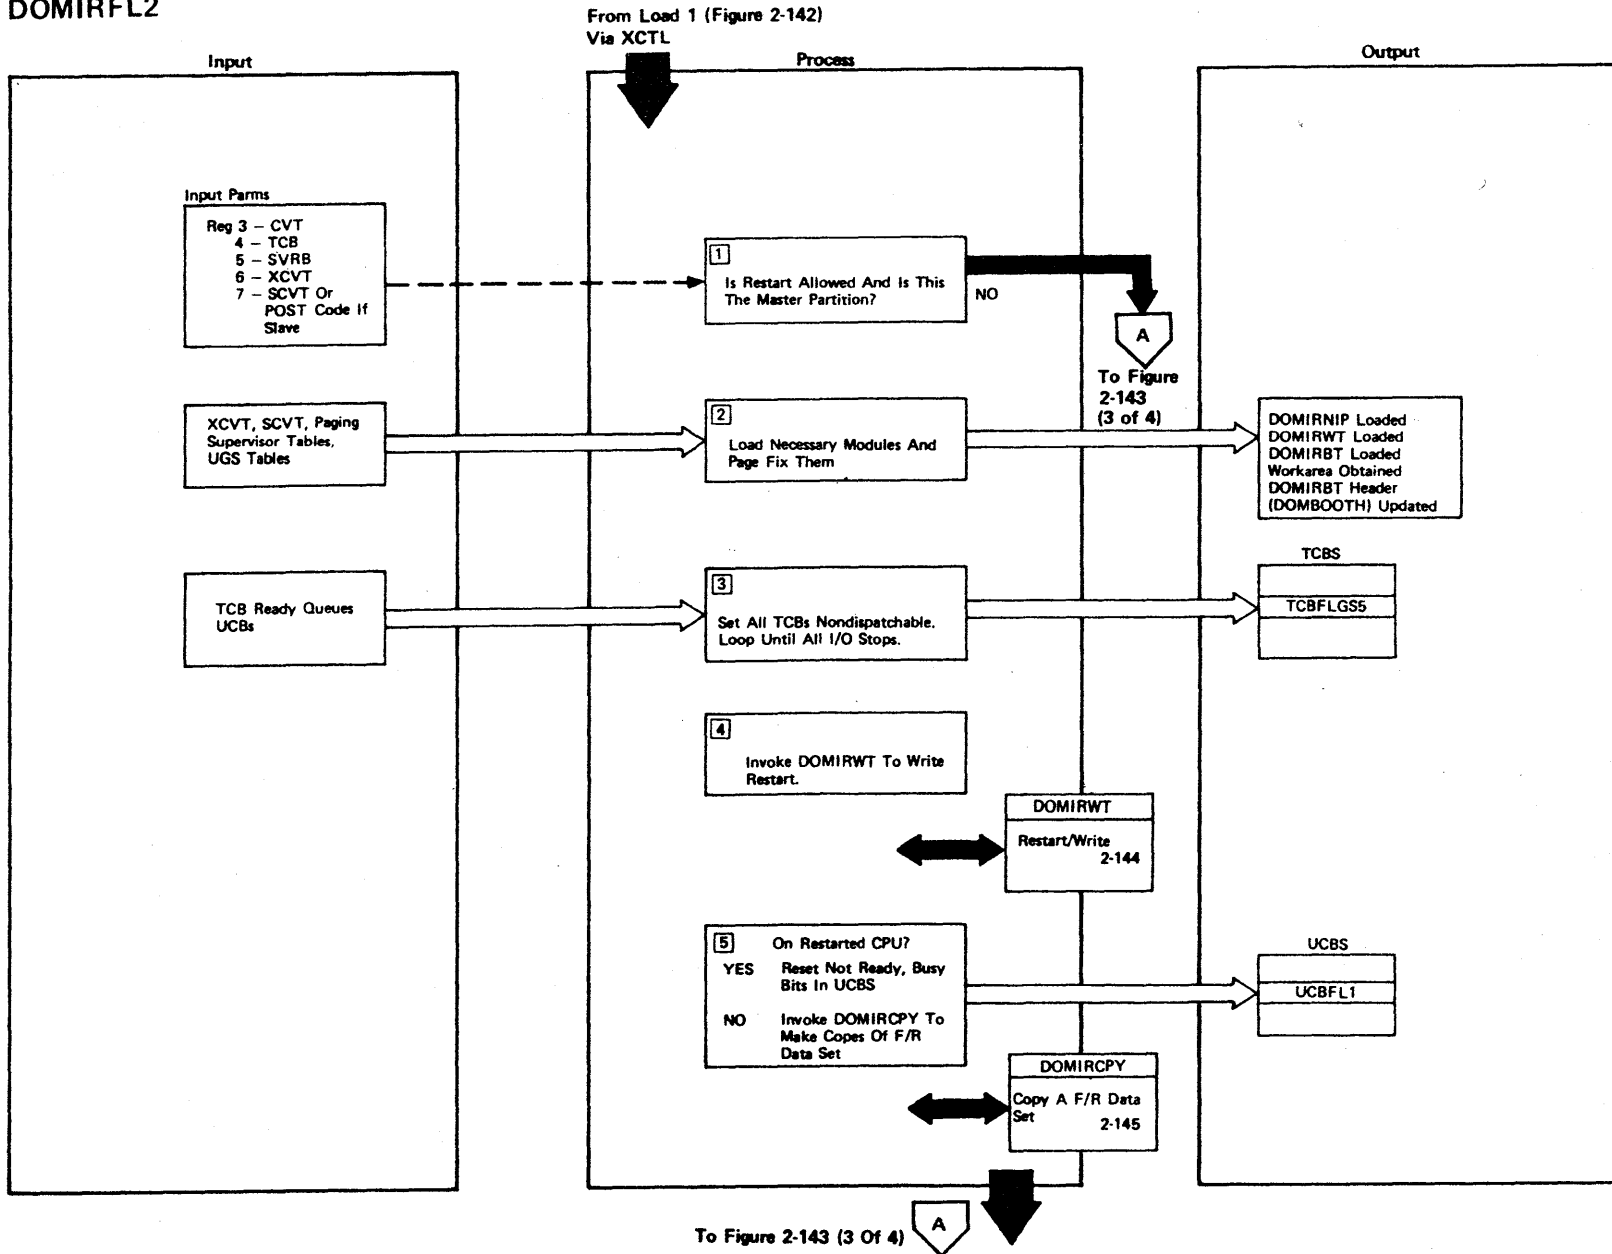 DOMIRFL2
From Load 1 (Figure 2-142)
Via XCTL
Input
Process
Output
Input Parms
Reg 3 – CVT
4 – TCB
5 – SVRB
6 – XCVT
7 – SCVT Or
POST Code If
Slave
1
Is Restart Allowed And Is This
The Master Partition?
NO
A
To Figure
2-143
(3 of 4)
XCVT, SCVT, Paging
Supervisor Tables,
UGS Tables
2
Load Necessary Modules And
Page Fix Them
DOMIRNIP Loaded
DOMIRWT Loaded
DOMIRBT Loaded
Workarea Obtained
DOMIRBT Header
(DOMBOOTH) Updated
TCB Ready Queues
UCBs
3
Set All TCBs Nondispatchable.
Loop Until All I/O Stops.
TCBS
TCBFLGS5
4
Invoke DOMIRWT To Write
Restart.
DOMIRWT
Restart/Write
2-144
5 On Restarted CPU?
YES Reset Not Ready, Busy
Bits In UCBS
NO Invoke DOMIRCPY To
Make Copes Of F/R
Data Set
UCBS
UCBFL1
DOMIRCPY
Copy A F/R Data
Set
2-145
To Figure 2-143 (3 Of 4)
A